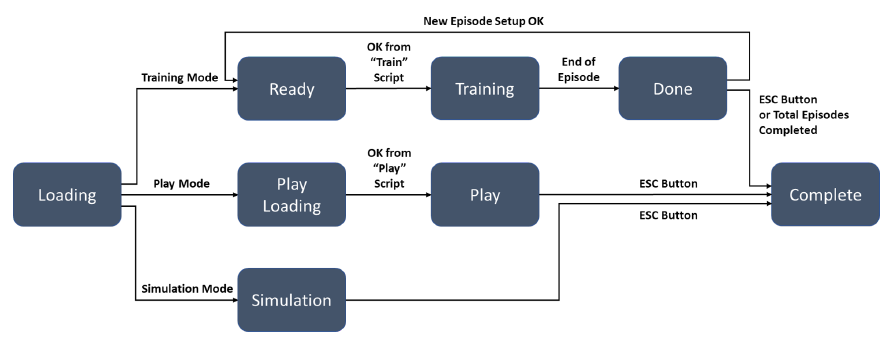 New Episode Setup OK
OK from
"Train"
Script
End of
Episode
Training Mode
Ready
Training
Done
ESC Button
or Total Episodes
Completed
OK from
"Play"
Script
Loading
Play Mode
Play
Loading
Play
ESC Button
Complete
ESC Button
Simulation Mode
Simulation